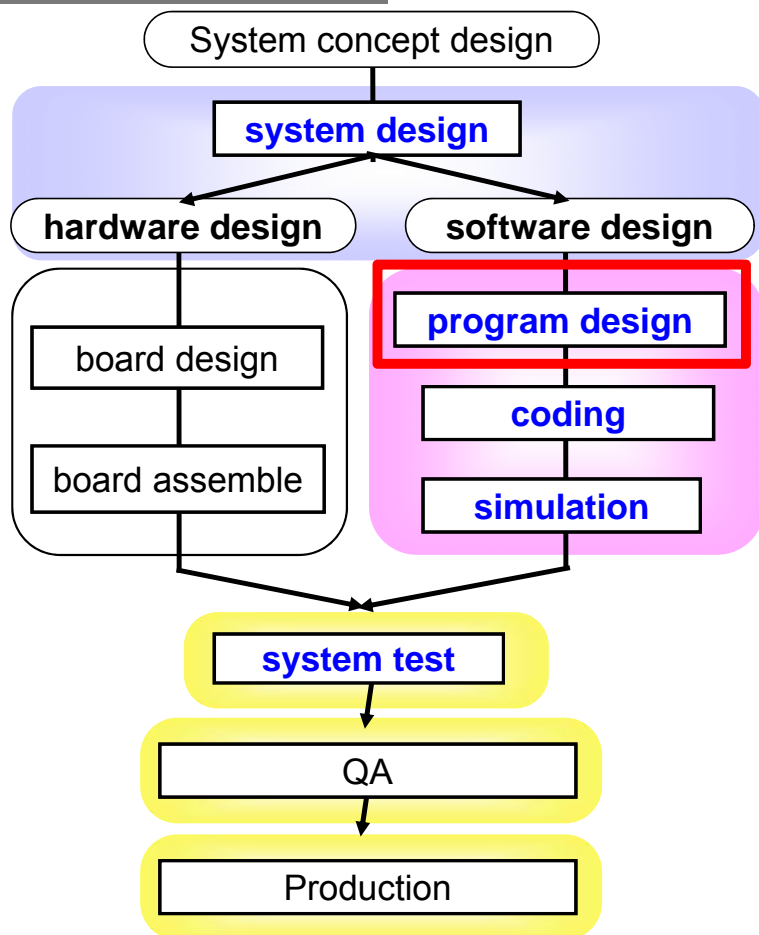 System concept design
system design
hardware design
software design
board design
board assemble
program design
coding
simulation
system test
QA
Production